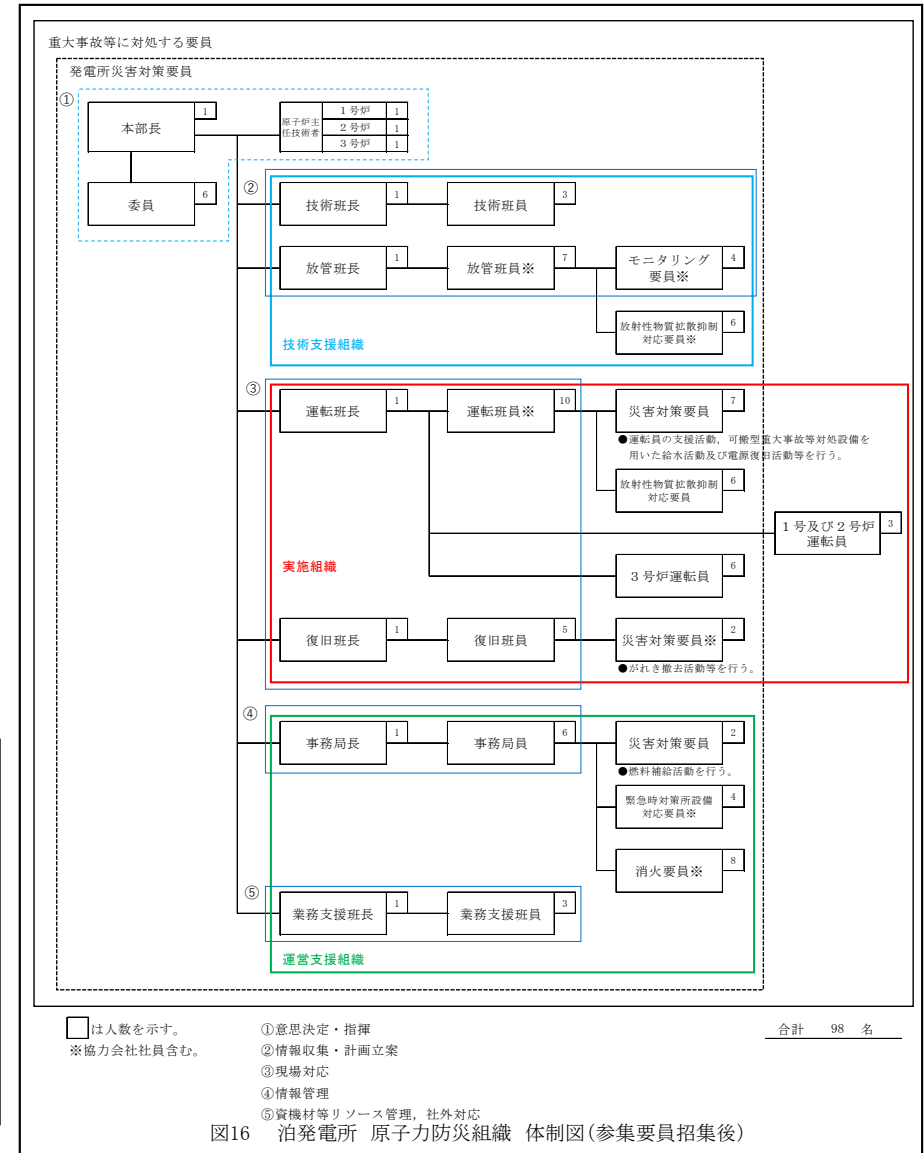 重大事故等に対処する要員
発電所災害対策要員
①
本部長
1
原子炉主
任技術者
1号炉 1
2号炉 1
3号炉 1
委員
6
②
技術班長
1
技術班員
3
放管班長
1
放管班員※
7
モニタリング
要員※
4
放射性物質拡散抑制
対応要員※
6
技術支援組織
③
運転班長
1
運転班員※
10
災害対策要員
7
●運転員の支援活動,可搬型重大事故等対処設備を
用いた給水活動及び電源復旧活動等を行う。
放射性物質拡散抑制
対応要員
6
1号及び2号炉
運転員
3
実施組織
3号炉運転員
6
復旧班長
1
復旧班員
5
災害対策要員※
2
●がれき撤去活動等を行う。
④
事務局長
1
事務局員
6
災害対策要員
2
●燃料補給活動を行う。
緊急時対策所設備
対応要員※
4
消火要員※
8
⑤
業務支援班長
1
業務支援班員
3
運営支援組織
は人数を示す。
※協力会社社員含む。
①意思決定・指揮
②情報収集・計画立案
③現場対応
④情報管理
⑤資機材等リソース管理,社外対応
合計 98 名
図16 泊発電所 原子力防災組織 体制図(参集要員招集後)